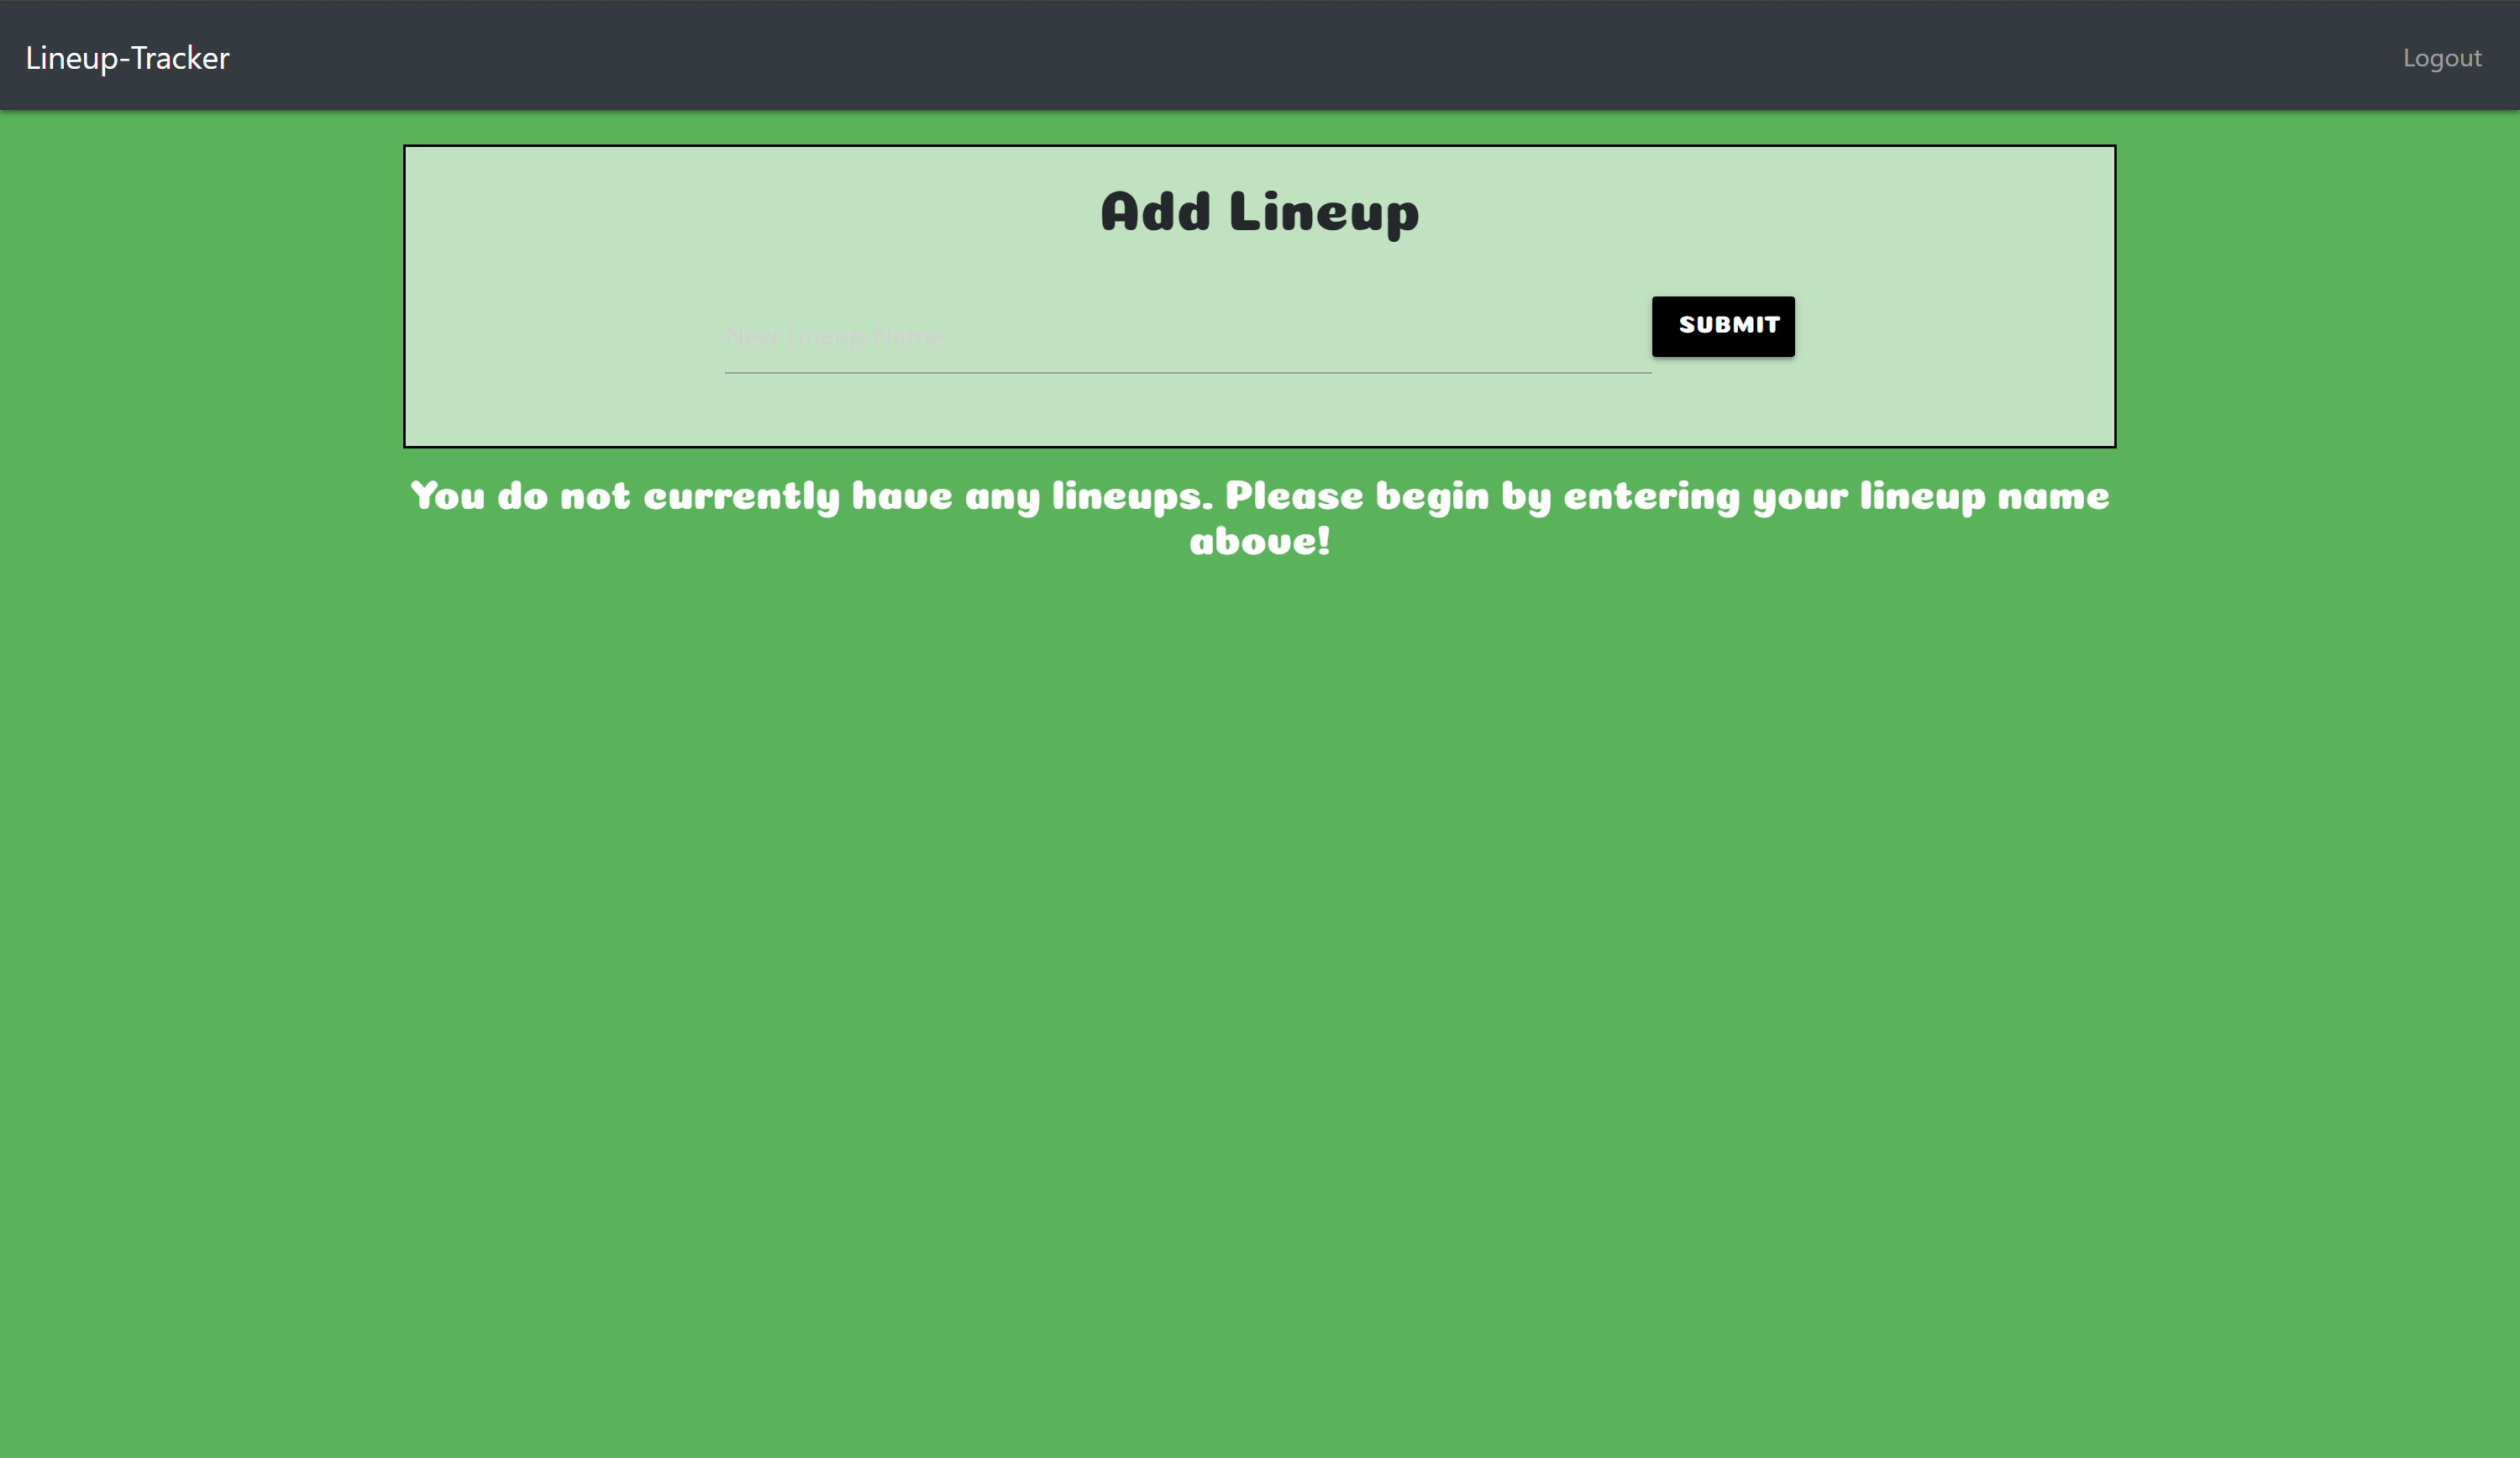 Lineup-Tracker
Logout
Add Lineup
New Lineup Name
SUBMIT
You do not currently have any lineups. Please begin by entering your lineup name
above!